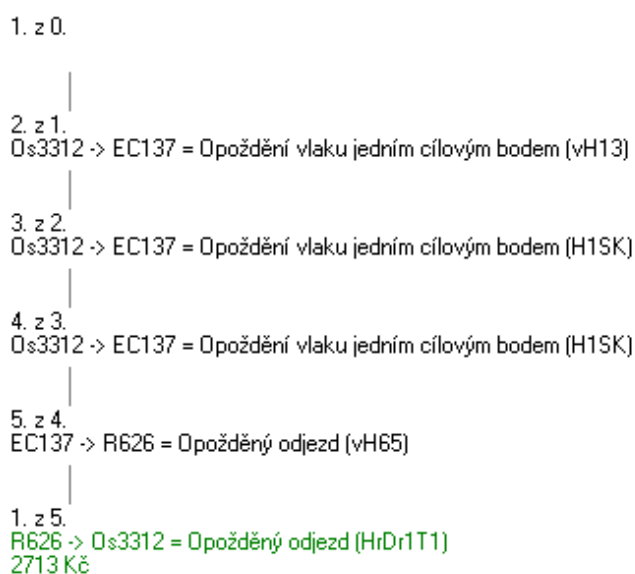 1. z 0.
2. z 1.
Os3312 -> EC137 = Opoždění vlaku jedním cílovým bodem (vH13)
3. z 2.
Os3312 -> EC137 = Opoždění vlaku jedním cílovým bodem (H1SK)
4. z 3.
Os3312 -> EC137 = Opoždění vlaku jedním cílovým bodem (H1SK)
5. z 4.
EC137 -> R626 = Opožděný odjezd (vH65)
1. z 5.
R626 -> Os3312 = Opožděný odjezd (HrDr1T1)
2713 Kč